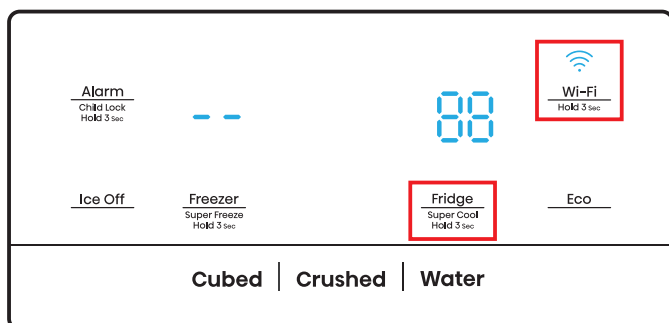 Alarm
Child Lock
Hold 3 Sec
- -
88
Wi-Fi
Hold 3 Sec
Ice Off
Freezer
Super Freeze
Hold 3 Sec
Fridge
Super Cool
Hold 3 Sec
Eco
Cubed | Crushed | Water